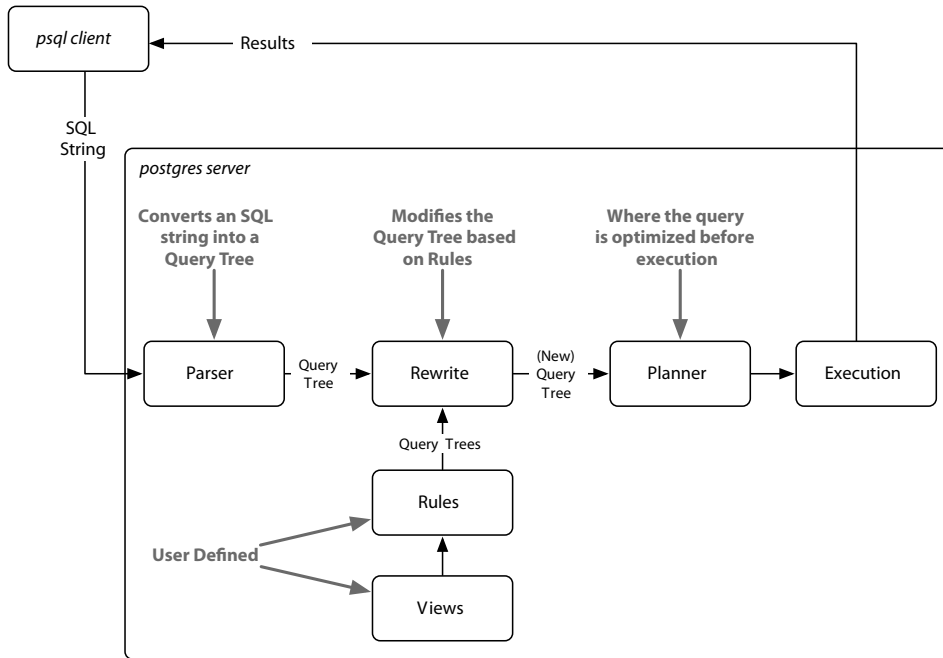 psql client
Results
SQL
String
postgres server
Converts an SQL
string into a
Query Tree
Modifies the
Query Tree based
on Rules
Where the query
is optimized before
execution
Parser
Query
Tree
Rewrite
(New)
Query
Tree
Planner
Execution
Query Trees
Rules
User Defined
Views